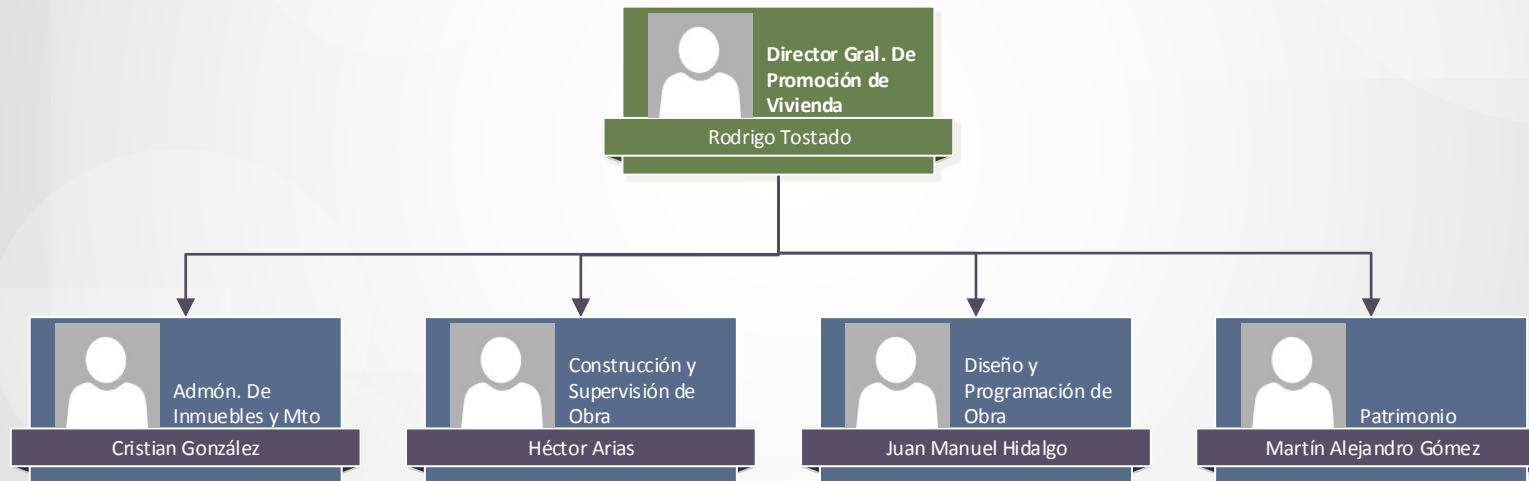 Director Gral. De
Promoción de
Vivienda
Rodrigo Tostado
Admón. De
Inmuebles y Mto
Cristian González
Construcción y
Supervisión de
Obra
Héctor Arias
Diseño y
Programación de
Obra
Juan Manuel Hidalgo
Patrimonio
Martín Alejandro Gómez